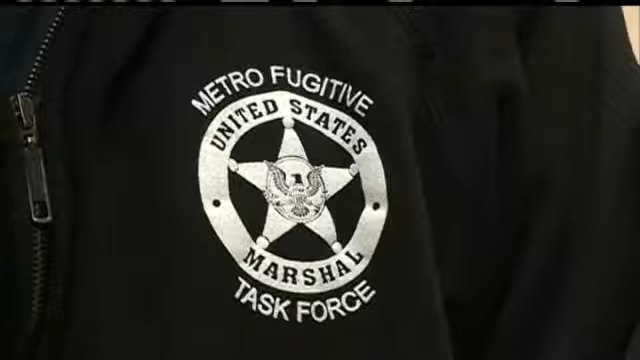 METRO FUGITIVE
UNITED STATES
MARSHAL
TASK FORCE